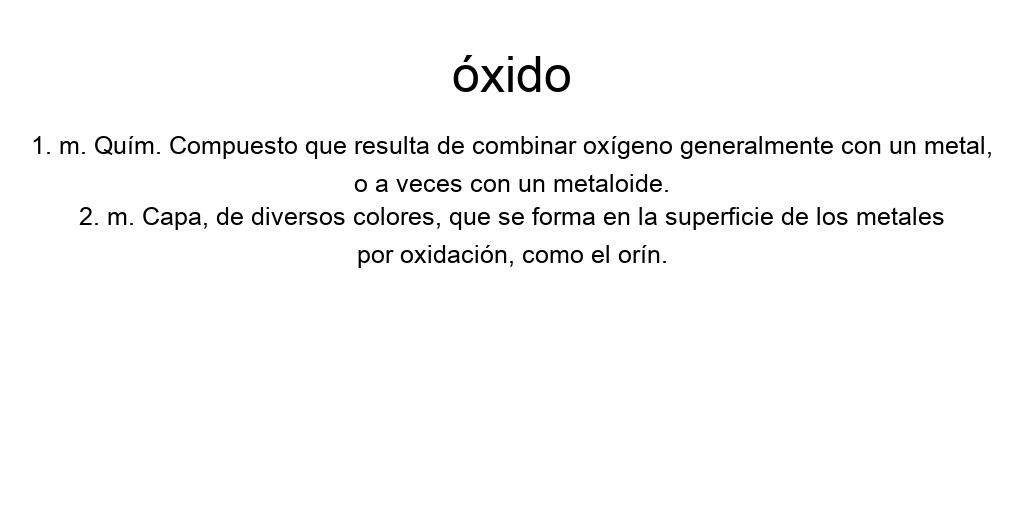 óxido
1. m. Quím. Compuesto que resulta de combinar oxígeno generalmente con un metal,
o a veces con un metaloide.
2. m. Capa, de diversos colores, que se forma en la superficie de los metales
por oxidación, como el orín.